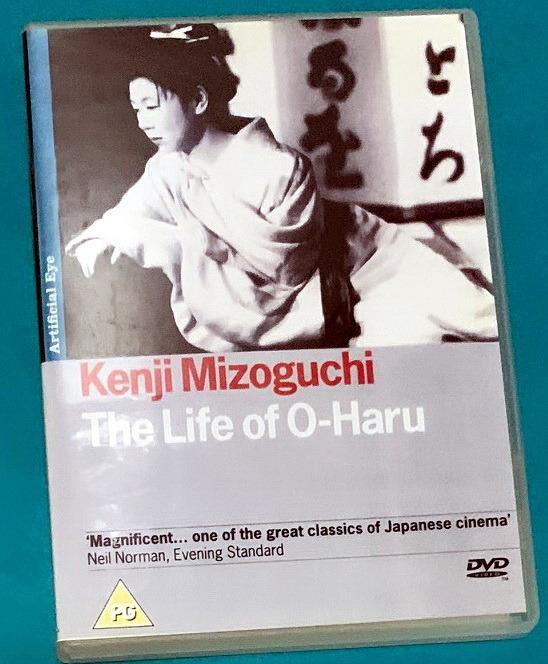 とち
Artificial Eye
Kenji Mizoguchi
The Life of O-Haru
'Magnificent... one of the great classics of Japanese cinema'
Neil Norman, Evening Standard
DVD
VIDEO
PG